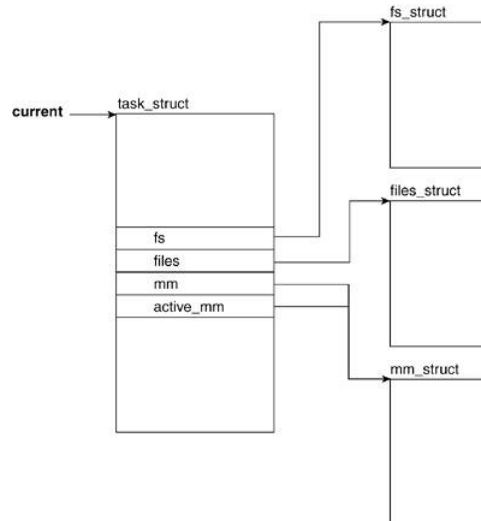 fs_struct
current
task_struct
files_struct
fs
files
mm
active_mm
mm_struct